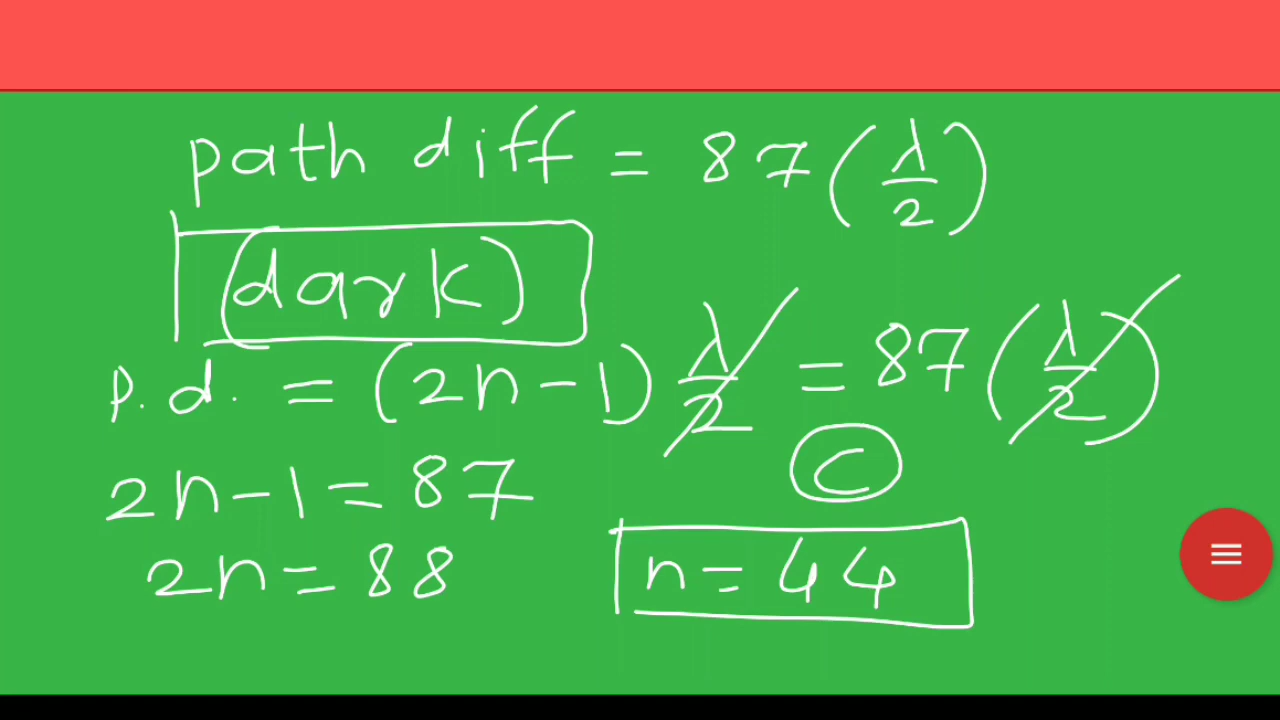 path diff = 87(λ/2)
(dark)
p.d. = (2n-1) λ/2 = 87(λ/2)
C
2n-1=87
2n=88
n=44